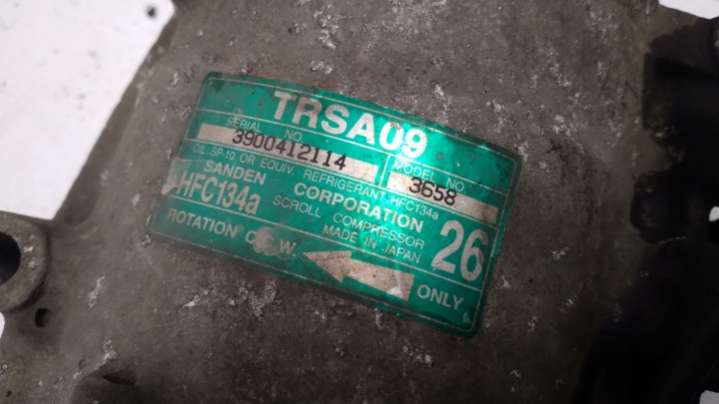 TRSA09
SERIAL NO. MODEL NO.
3900412114 3658
OIL:SP-10 OR EQUIV. REFRIGERANT:HFC134a
SANDEN CORPORATION
HFC134a SCROLL COMPRESSOR 26
MADE IN JAPAN
ROTATION C.W ONLY